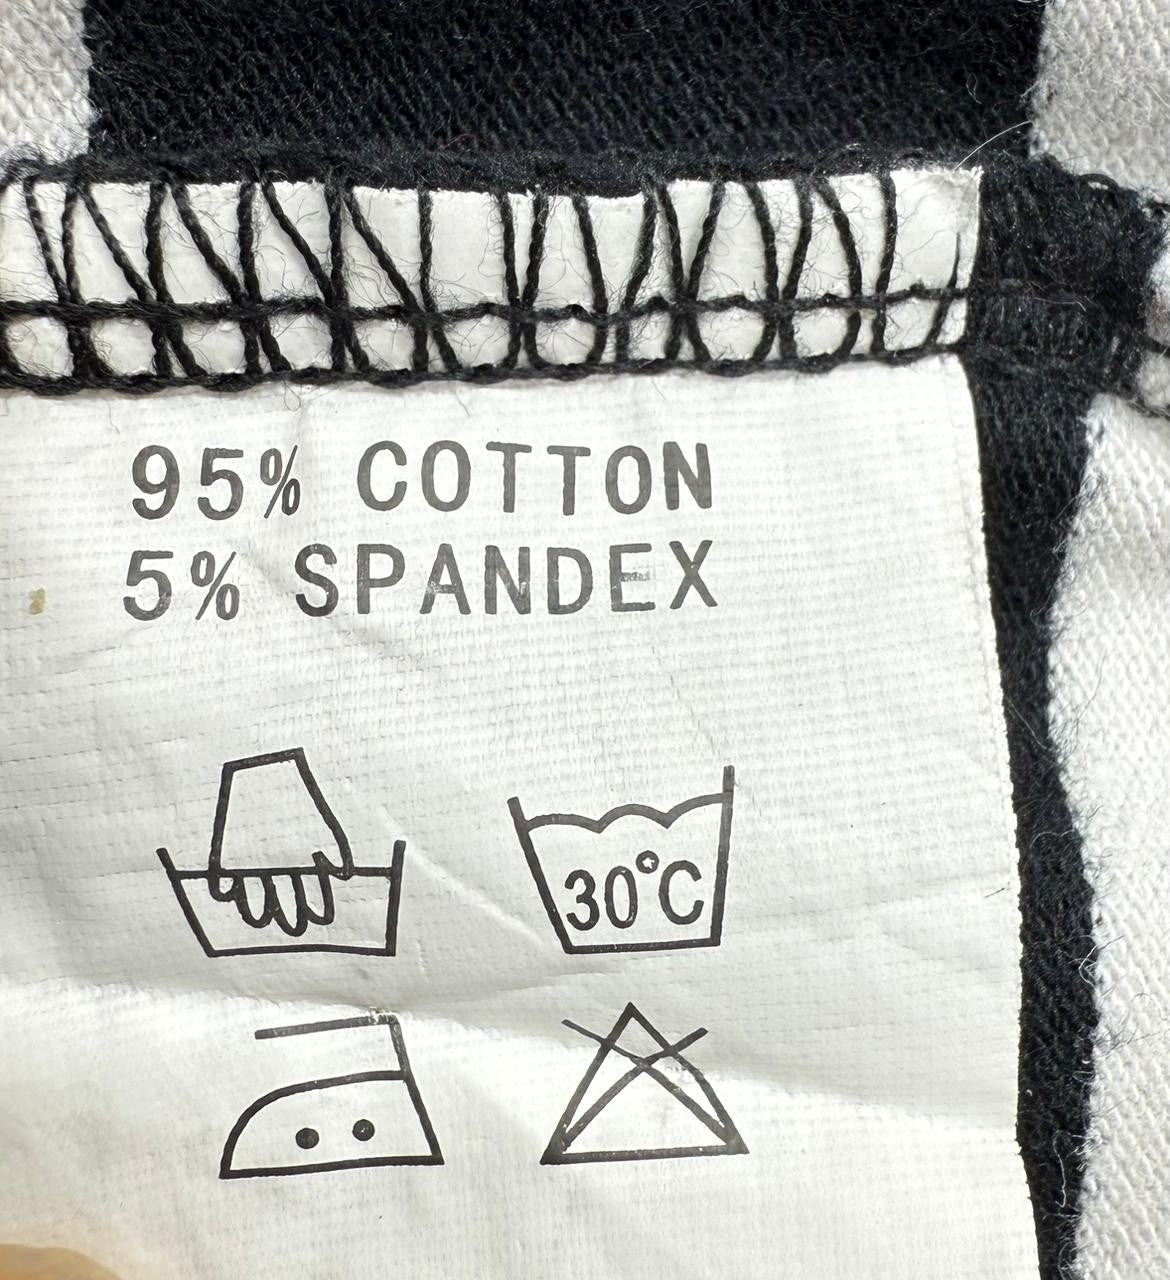 95% COTTON
5% SPANDEX
30°C